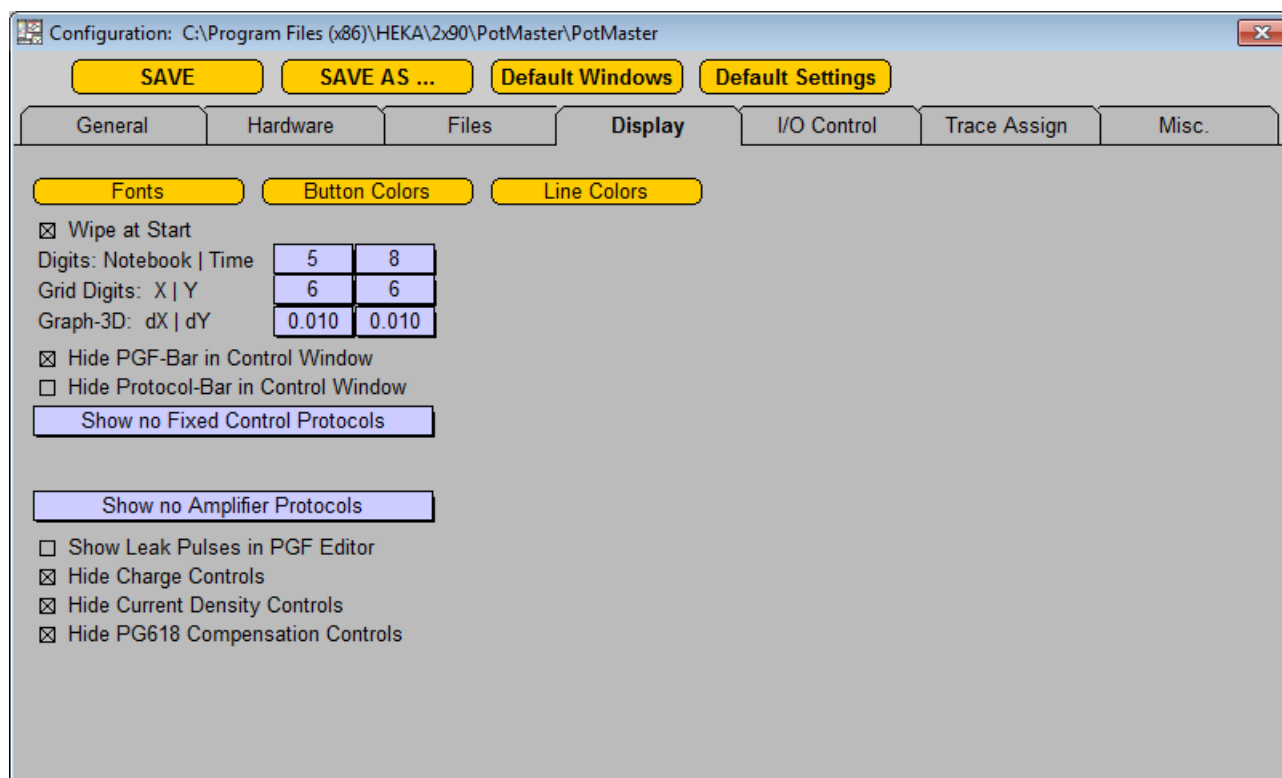 Configuration: C:\Program Files (x86)\HEKA\2x90\PotMaster\PotMaster
SAVE SAVE AS ... Default Windows Default Settings
General Hardware Files Display I/O Control Trace Assign Misc.
Fonts Button Colors Line Colors
Wipe at Start
Digits: Notebook | Time 5 8
Grid Digits: X | Y 6 6
Graph-3D: dX | dY 0.010 0.010
Hide PGF-Bar in Control Window
Hide Protocol-Bar in Control Window
Show no Fixed Control Protocols
Show no Amplifier Protocols
Show Leak Pulses in PGF Editor
Hide Charge Controls
Hide Current Density Controls
Hide PG618 Compensation Controls